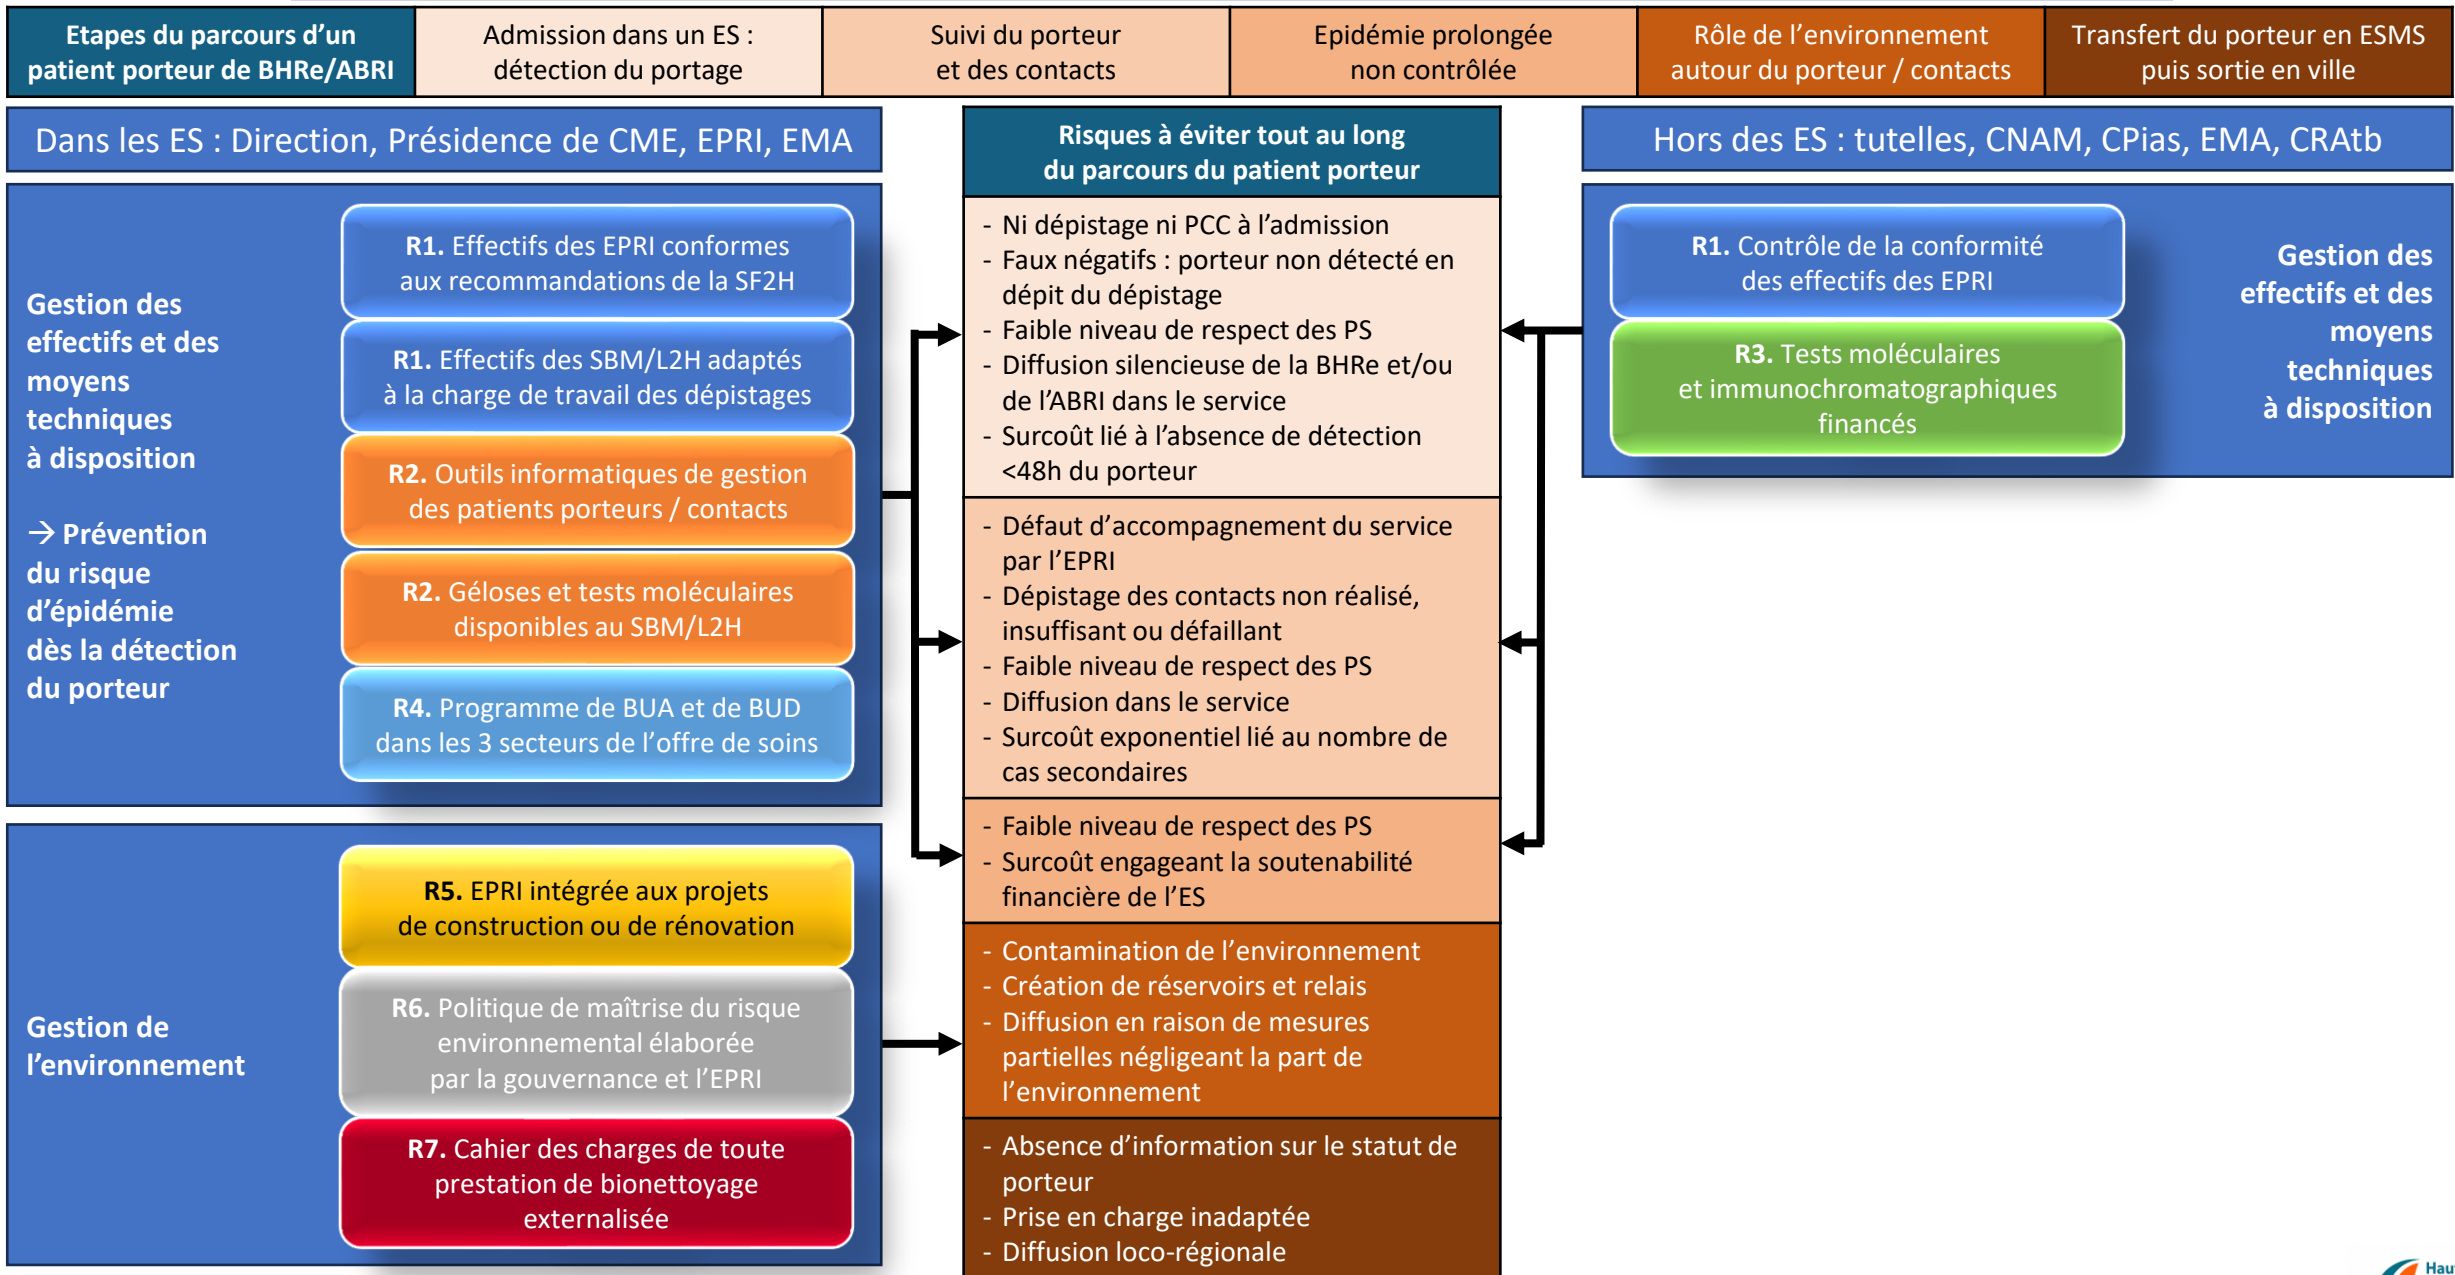 Etapes du parcours d’un
patient porteur de BHRe/ABRI
Admission dans un ES :
détection du portage
Suivi du porteur
et des contacts
Epidémie prolongée
non contrôlée
Rôle de l’environnement
autour du porteur / contacts
Transfert du porteur en ESMS
puis sortie en ville
Dans les ES : Direction, Présidence de CME, EPRI, EMA
Gestion des
effectifs et des
moyens
techniques
à disposition
→ Prévention
du risque
d’épidémie
dès la détection
du porteur
R1. Effectifs des EPRI conformes
aux recommandations de la SF2H
R1. Effectifs des SBM/L2H adaptés
à la charge de travail des dépistages
R2. Outils informatiques de gestion
des patients porteurs / contacts
R2. Géloses et tests moléculaires
disponibles au SBM/L2H
R4. Programme de BUA et de BUD
dans les 3 secteurs de l’offre de soins
Gestion de
l’environnement
R5. EPRI intégrée aux projets
de construction ou de rénovation
R6. Politique de maîtrise du risque
environnemental élaborée
par la gouvernance et l’EPRI
R7. Cahier des charges de toute
prestation de bionettoyage
externalisée
Risques à éviter tout au long
du parcours du patient porteur
- Ni dépistage ni PCC à l’admission
- Faux négatifs : porteur non détecté en
dépit du dépistage
- Faible niveau de respect des PS
- Diffusion silencieuse de la BHRe et/ou
de l’ABRI dans le service
- Surcoût lié à l’absence de détection
<48h du porteur
- Défaut d’accompagnement du service
par l’EPRI
- Dépistage des contacts non réalisé,
insuffisant ou défaillant
- Faible niveau de respect des PS
- Diffusion dans le service
- Surcoût exponentiel lié au nombre de
cas secondaires
- Faible niveau de respect des PS
- Surcoût engageant la soutenabilité
financière de l’ES
- Contamination de l’environnement
- Création de réservoirs et relais
- Diffusion en raison de mesures
partielles négligeant la part de
l’environnement
- Absence d’information sur le statut de
porteur
- Prise en charge inadaptée
- Diffusion loco-régionale
Hors des ES : tutelles, CNAM, CPias, EMA, CRAtb
R1. Contrôle de la conformité
des effectifs des EPRI
R3. Tests moléculaires
et immunochromatographiques
financés
Gestion des
effectifs et des
moyens
techniques
à disposition
Hau